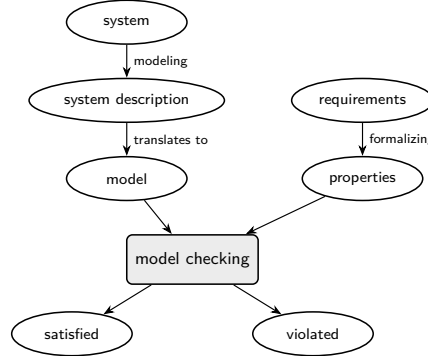 system
modeling
system description
requirements
translates to
formalizing
model
properties
model checking
satisfied
violated